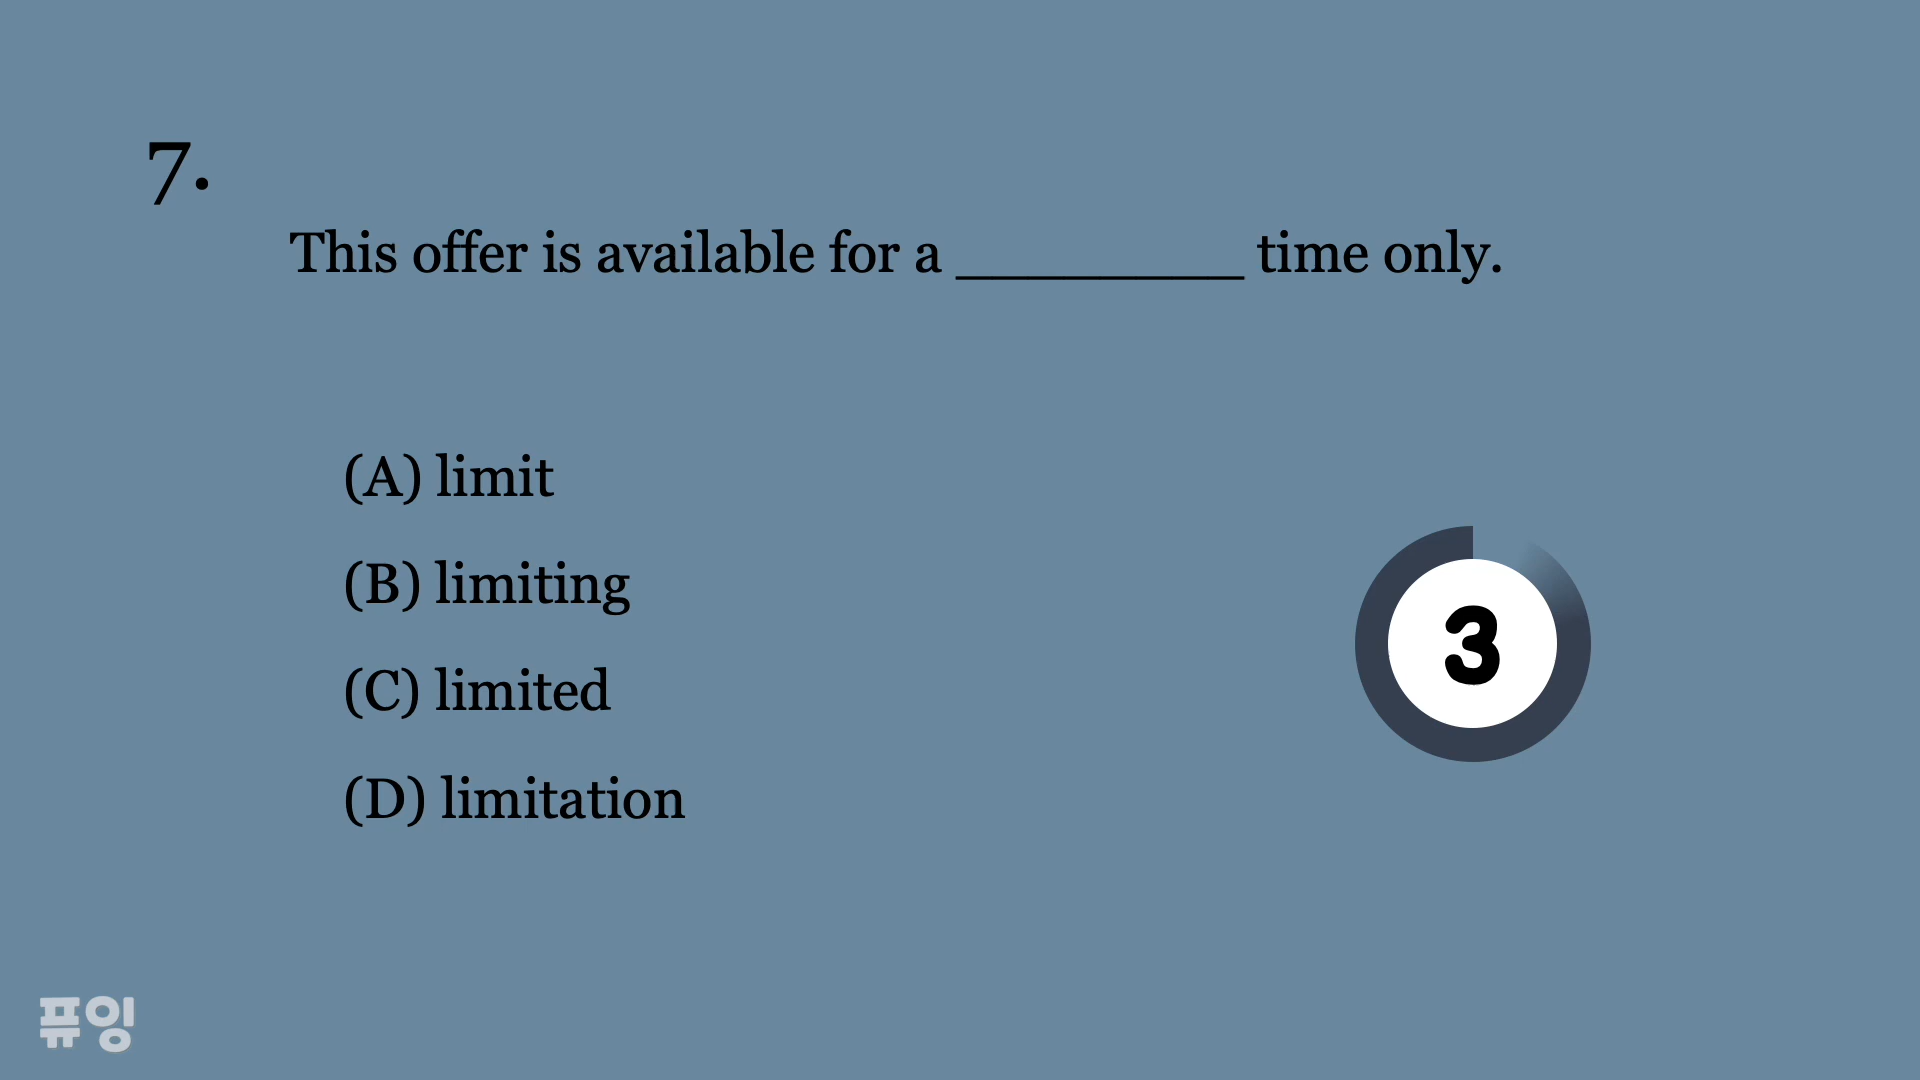 7.
This offer is available for a __________ time only.
(A) limit
(B) limiting
(C) limited
3
(D) limitation
퓨잉